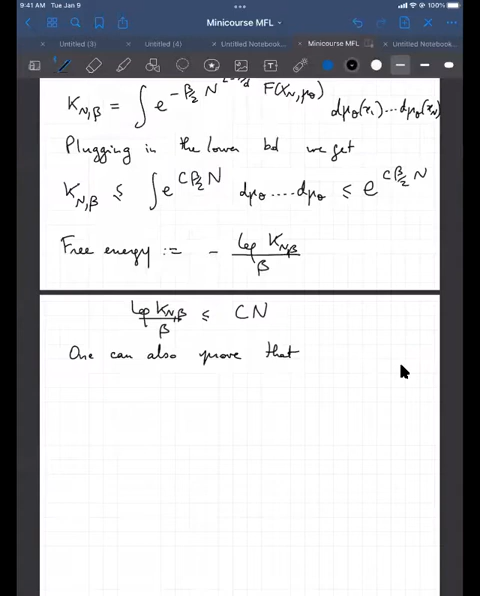 9:41 AM Tue Jan 9
100%
Minicourse MFL
Untitled (3)
Untitled (4)
Untitled Notebook...
Minicourse MFL
Untitled Notebook...
K_{N,β} = ∫ e^{-β/2 N F(X_N, μ_θ)} dμ_θ(x_1)...dμ_θ(x_N)
Plugging in the lower bd we get
K_{N,β} ≤ ∫ e^{C β/2 N} dμ_θ....dμ_θ ≤ e^{C β/2 N}
Free energy := - log K_{N,β} / β
log K_{N,β} / β ≤ CN
One can also prove that